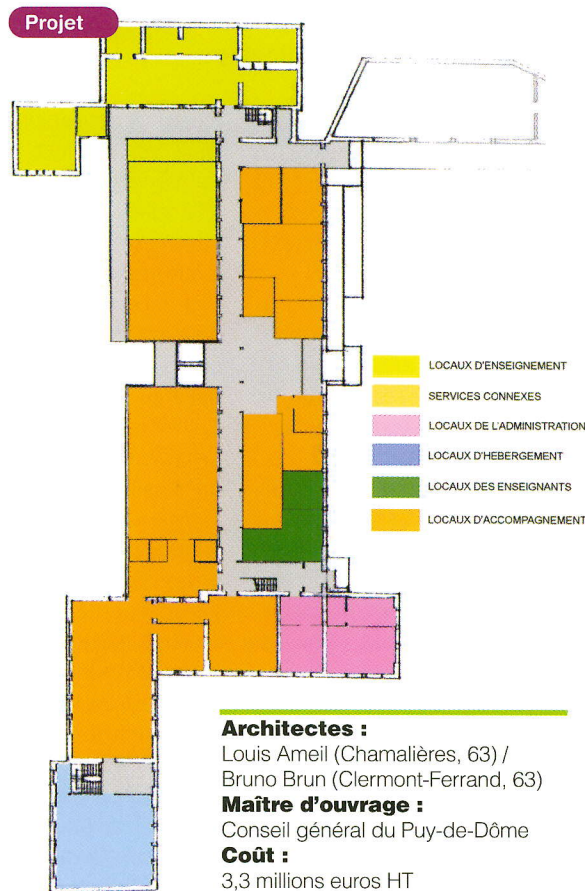 Projet
LOCAUX D'ENSEIGNEMENT
SERVICES CONNEXES
LOCAUX DE L'ADMINISTRATION
LOCAUX D'HEBERGEMENT
LOCAUX DES ENSEIGNANTS
LOCAUX D'ACCOMPAGNEMENT
Architectes :
Louis Ameil (Chamalières, 63) /
Bruno Brun (Clermont-Ferrand, 63)
Maître d'ouvrage :
Conseil général du Puy-de-Dôme
Coût :
3,3 millions euros HT